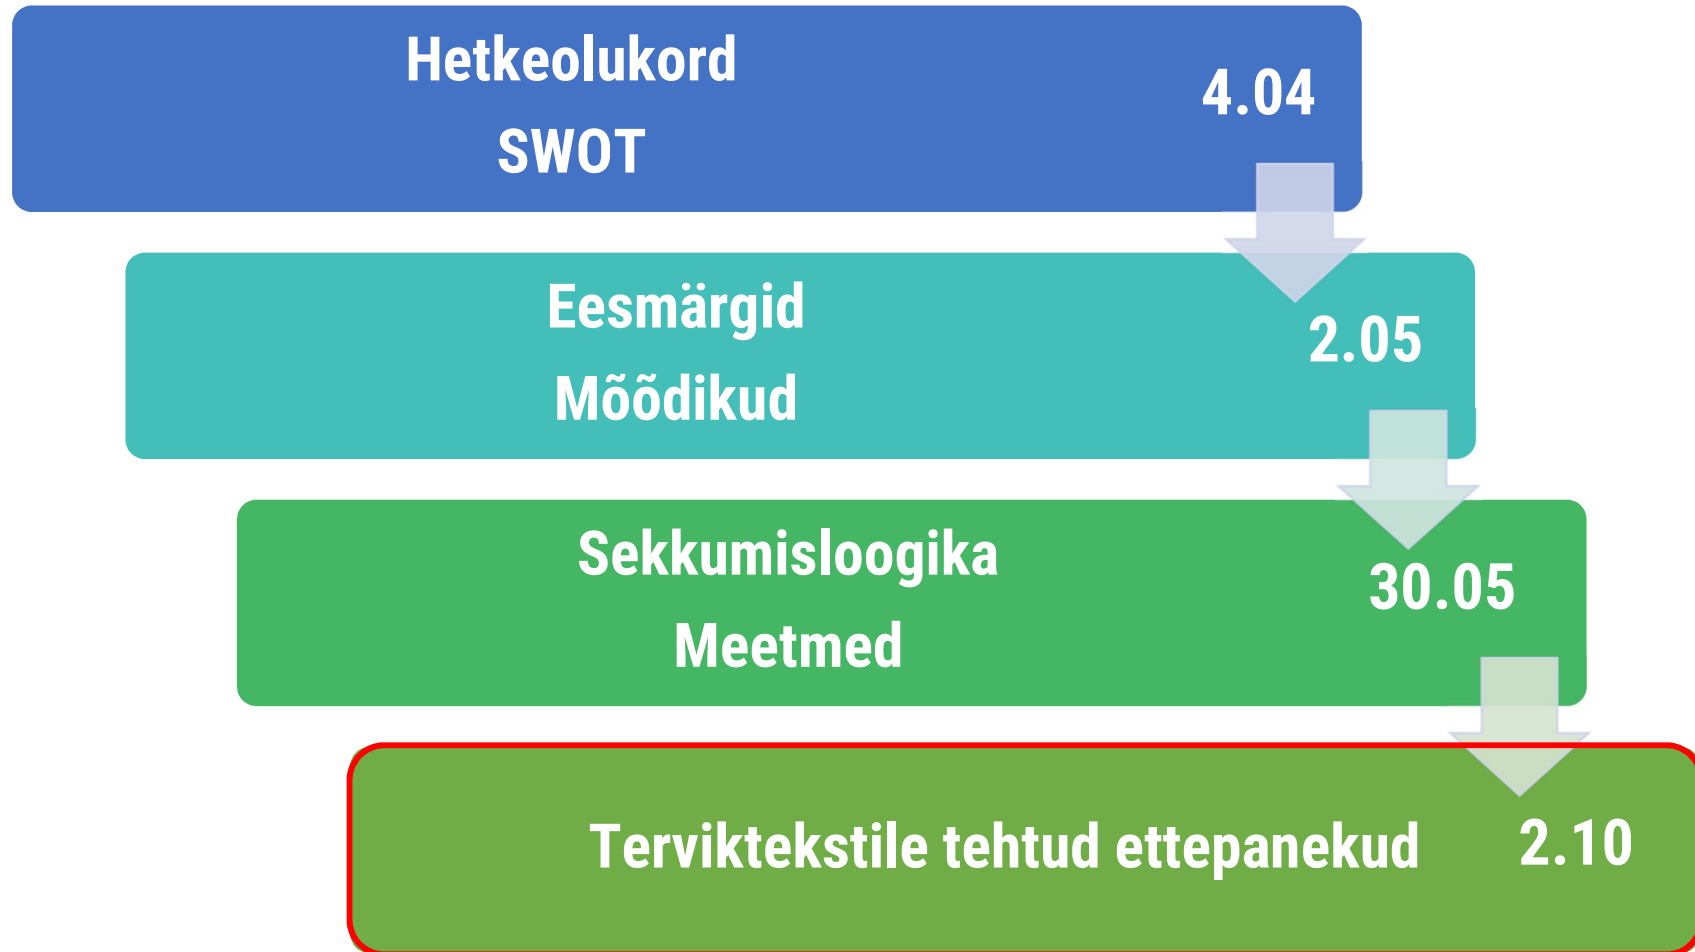 Hetkeolukord
SWOT
4.04
Eesmärgid
Mõõdikud
2.05
Sekkumisloogika
Meetmed
30.05
Terviktekstile tehtud ettepanekud
2.10